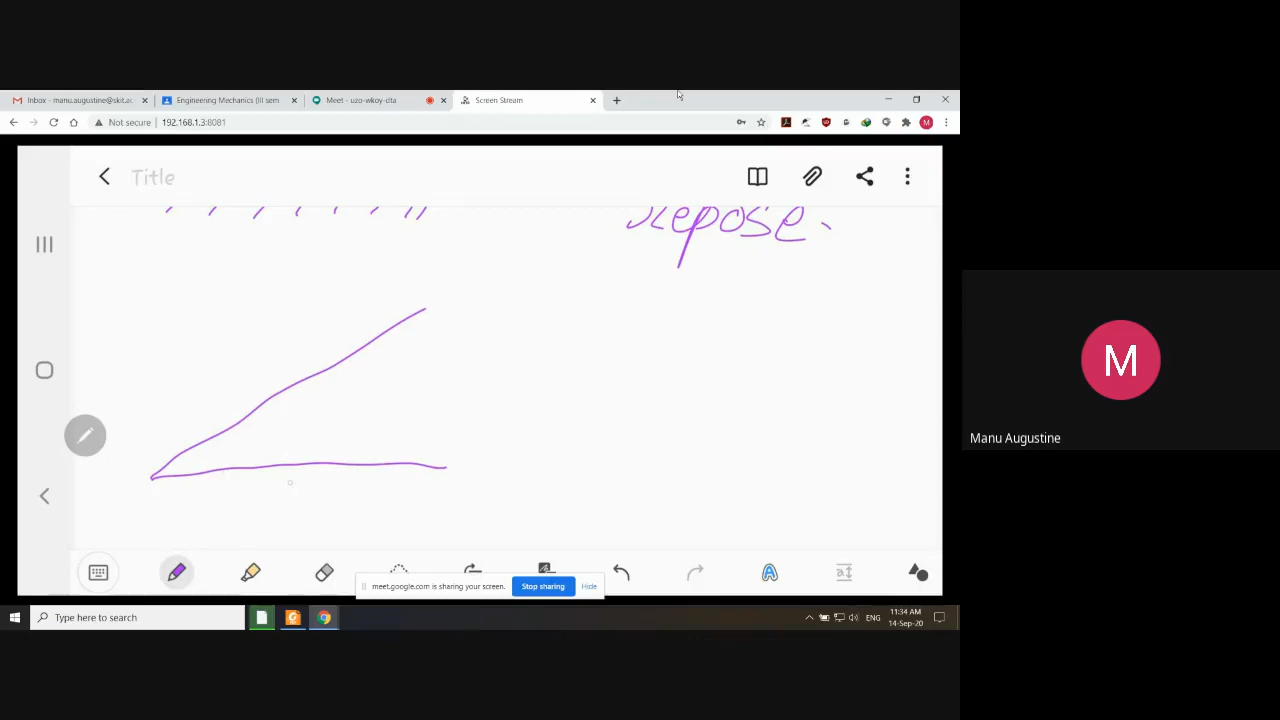 Inbox - manu.augustine@skit.ac.
Engineering Mechanics (III sem
Meet - uzo-wkoy-dta
Screen Stream
Not secure | 192.168.1.3:8081
M
Title
Repose.
M
Manu Augustine
meet.google.com is sharing your screen.
Stop sharing
Hide
Type here to search
ENG
11:34 AM
14-Sep-20